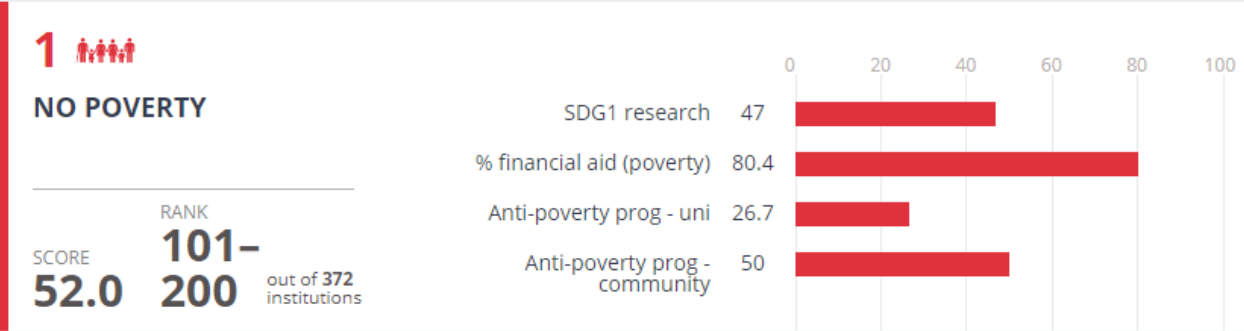 1
NO POVERTY
SCORE
52.0
RANK
101–
200
out of 372
institutions
0 20 40 60 80 100
SDG1 research 47
% financial aid (poverty) 80.4
Anti-poverty prog - uni 26.7
Anti-poverty prog - 50
community